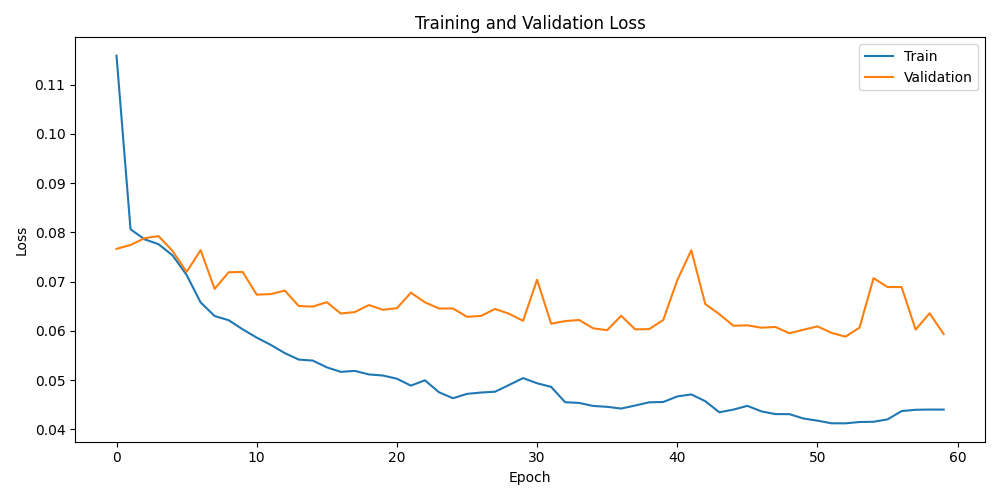 Training and Validation Loss
Train
Validation
0.11
0.10
0.09
0.08
0.07
0.06
0.05
0.04
Loss
0 10 20 30 40 50 60
Epoch